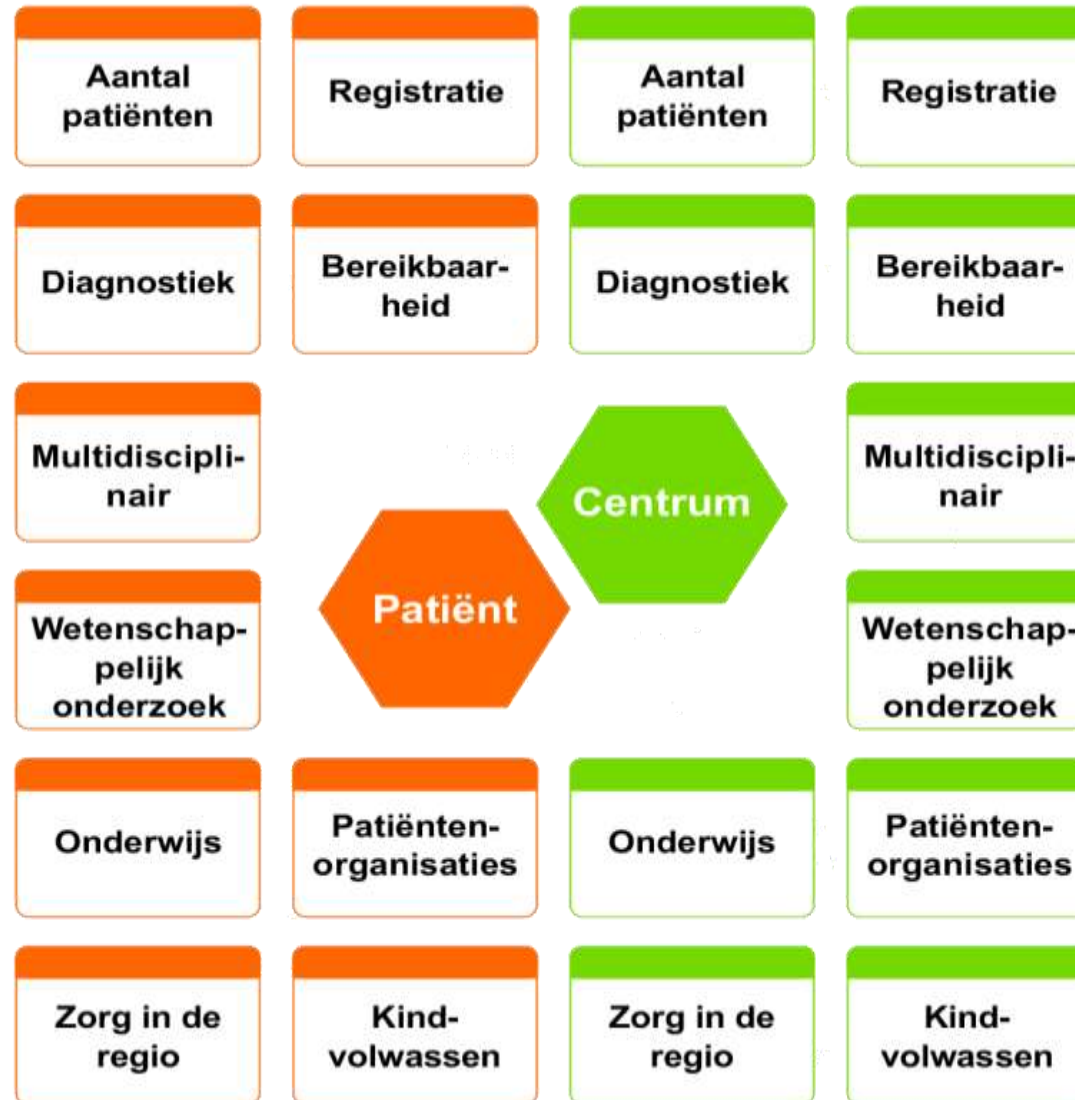 Aantal
patiënten
Registratie
Aantal
patiënten
Registratie
Diagnostiek
Bereikbaar-
heid
Diagnostiek
Bereikbaar-
heid
Multidiscipli-
nair
Centrum
Multidiscipli-
nair
Patiënt
Wetenschap-
pelijk
onderzoek
Wetenschap-
pelijk
onderzoek
Onderwijs
Patiënten-
organisaties
Onderwijs
Patiënten-
organisaties
Zorg in de
regio
Kind-
volwassen
Zorg in de
regio
Kind-
volwassen